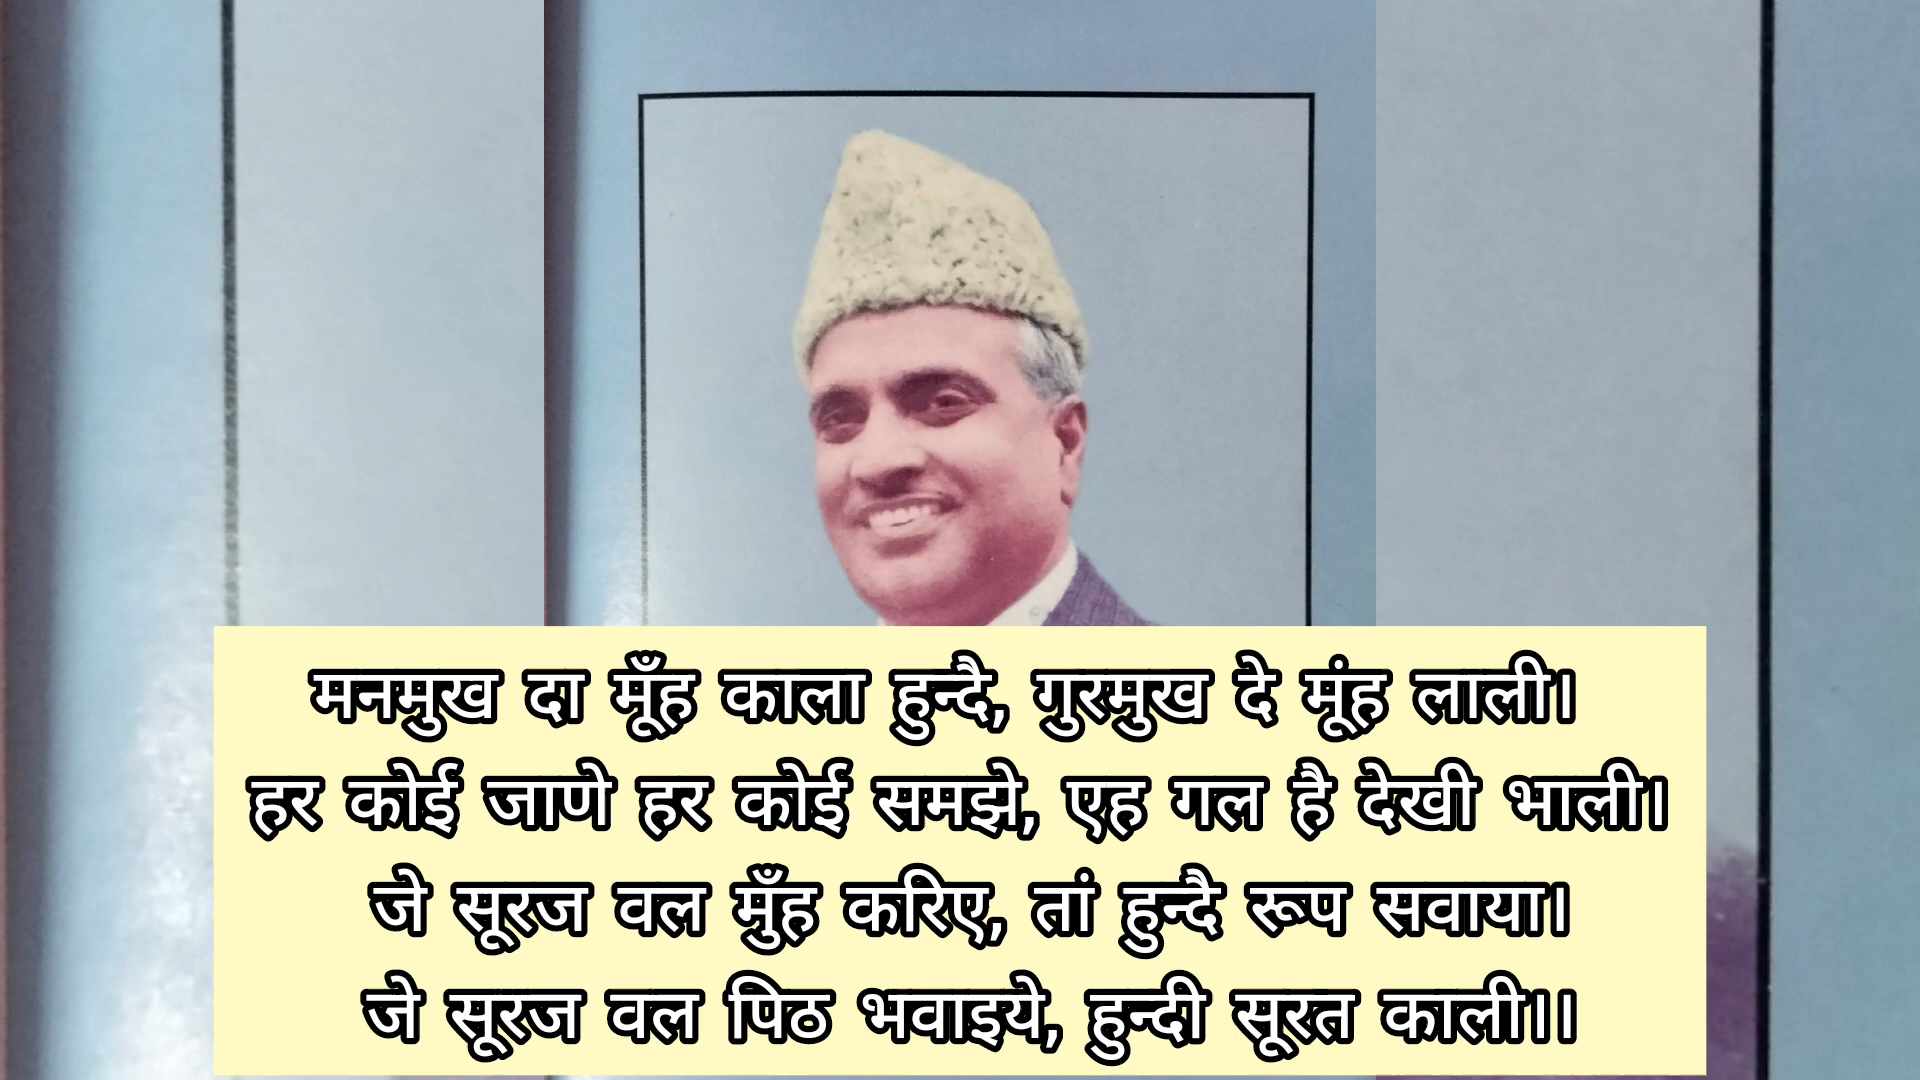 मनमुख दा मूँह काला हुन्दै, गुरमुख दे मूंह लाली।
हर कोई जाणे हर कोई समझे, एह गल है देखी भाली।
जे सूरज वल मुँह करिए, तां हुन्दै रूप सवाया।
जे सूरज वल पिठ भवाइये, हुन्दी सूरत काली।।